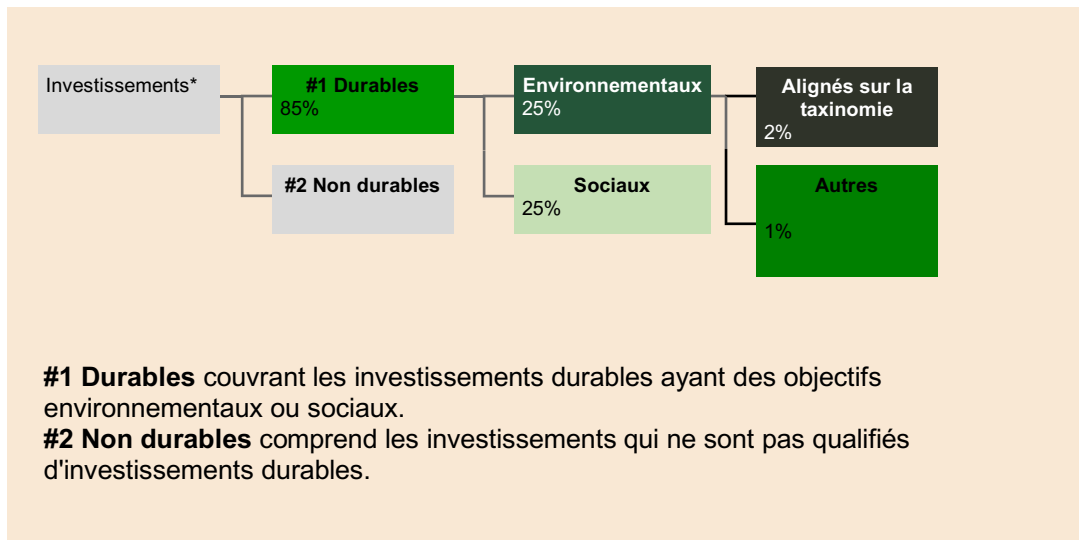 Investissements*
#1 Durables
85%
#2 Non durables
Environnementaux
25%
Sociaux
25%
Alignés sur la
taxinomie
2%
Autres
1%
#1 Durables couvrant les investissements durables ayant des objectifs
environnementaux ou sociaux.
#2 Non durables comprend les investissements qui ne sont pas qualifiés
d'investissements durables.